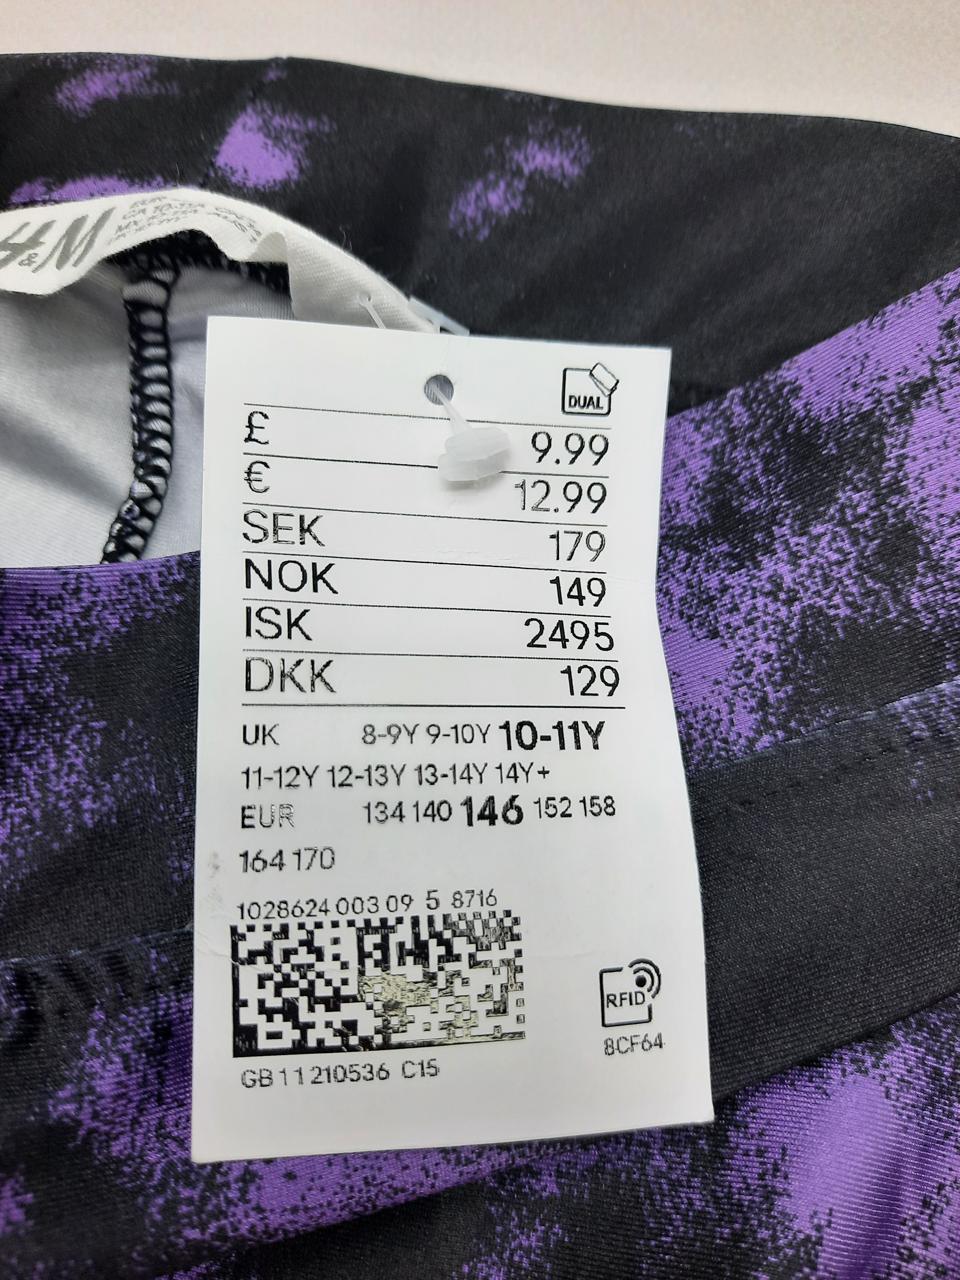 H&M
DUAL
£ 9.99
€ 12.99
SEK 179
NOK 149
ISK 2495
DKK 129
UK 8-9Y 9-10Y 10-11Y
11-12Y 12-13Y 13-14Y 14Y+
EUR 134 140 146 152 158
164 170
1028624 003 09 5 8716
RFID
8CF64
GB 11210536 C15